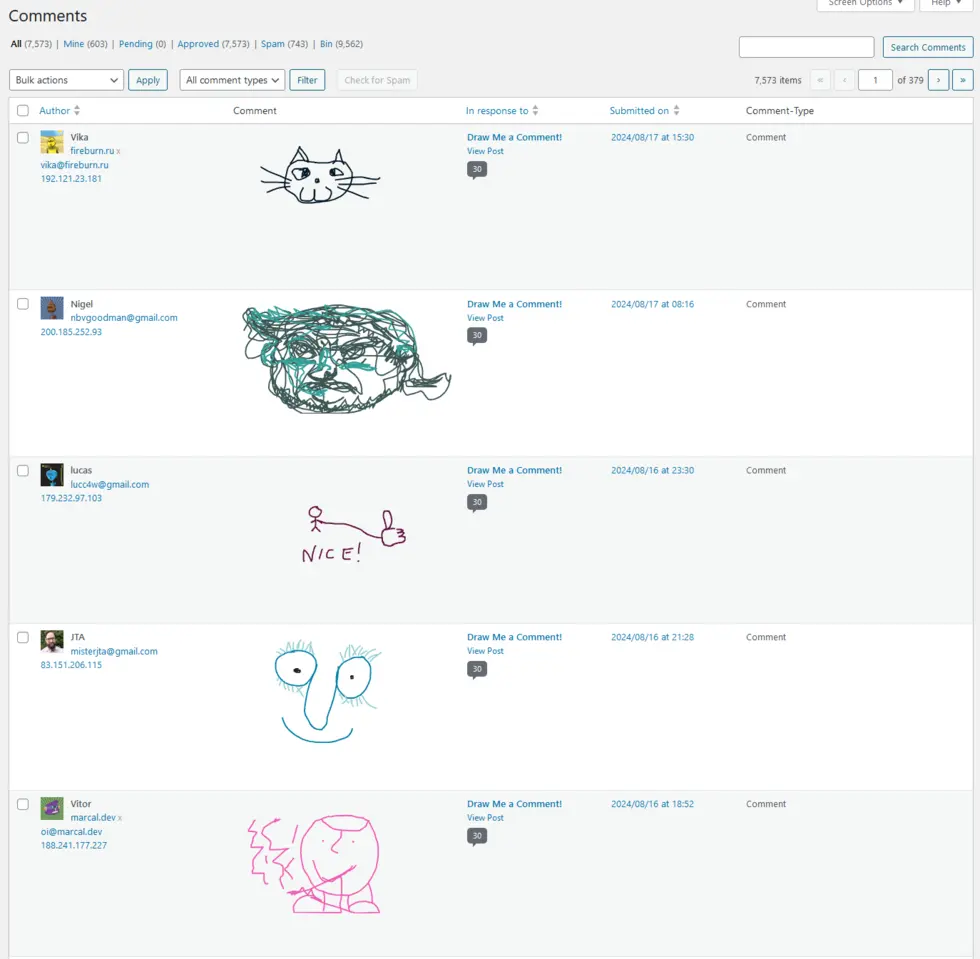 Screen Options ▼ Help ▼
Comments
All (7,573) | Mine (603) | Pending (0) | Approved (7,573) | Spam (743) | Bin (9,562)
Search Comments
Bulk actions Apply All comment types Filter Check for Spam 7,573 items « ‹ 1 of 379 › »
Author Comment In response to Submitted on Comment-Type
Vika Draw Me a Comment! 2024/08/17 at 15:30 Comment
fireburn.ru x View Post
vika@fireburn.ru 30
192.121.23.181
Nigel Draw Me a Comment! 2024/08/17 at 08:16 Comment
nbvgoodman@gmail.com View Post
200.185.252.93 30
lucas Draw Me a Comment! 2024/08/16 at 23:30 Comment
lucc4w@gmail.com View Post
179.232.97.103 30
NICE!
JTA Draw Me a Comment! 2024/08/16 at 21:28 Comment
misterjta@gmail.com View Post
83.151.206.115 30
Vitor Draw Me a Comment! 2024/08/16 at 18:52 Comment
marcal.dev x View Post
oi@marcal.dev 30
188.241.177.227